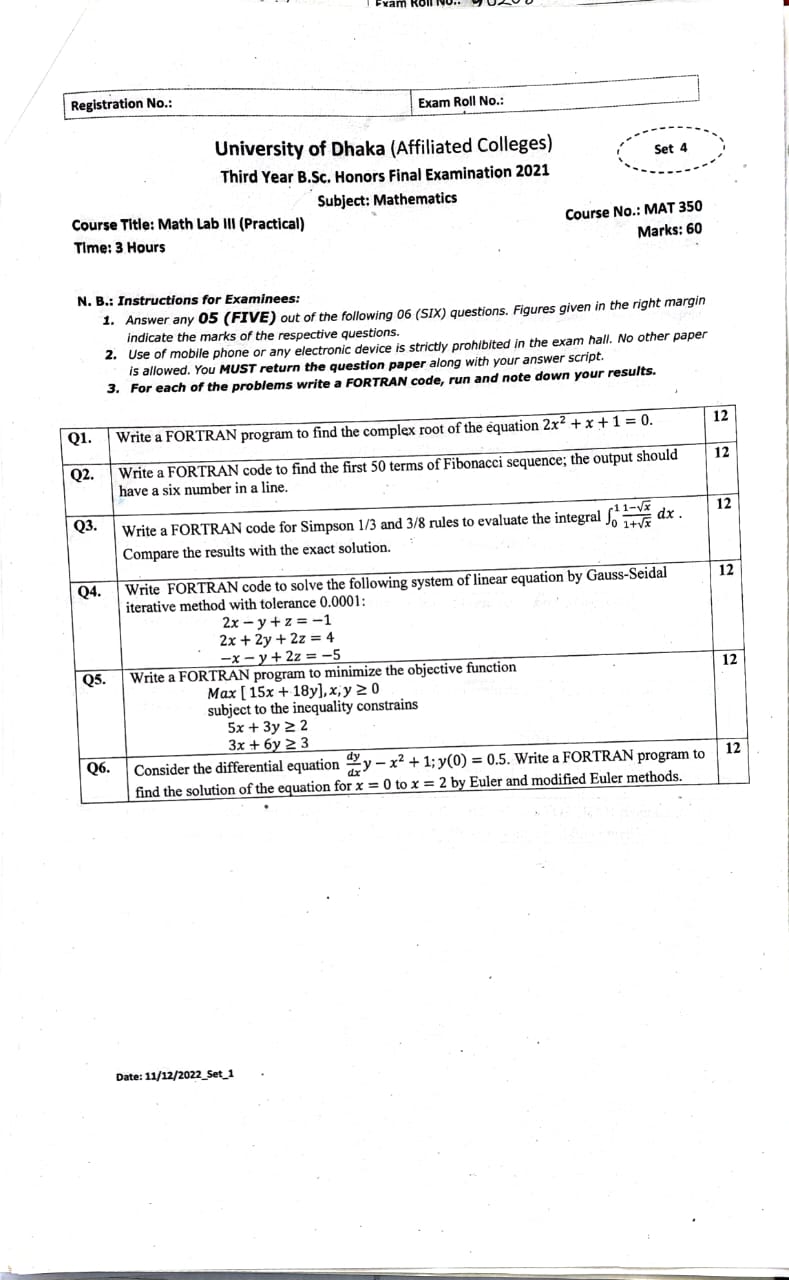 Exam Roll No.:
Registration No.:
Exam Roll No.:
University of Dhaka (Affiliated Colleges)
Set 4
Third Year B.Sc. Honors Final Examination 2021
Subject: Mathematics
Course Title: Math Lab III (Practical)
Course No.: MAT 350
Time: 3 Hours
Marks: 60
N. B.: Instructions for Examinees:
1. Answer any 05 (FIVE) out of the following 06 (SIX) questions. Figures given in the right margin
indicate the marks of the respective questions.
2. Use of mobile phone or any electronic device is strictly prohibited in the exam hall. No other paper
is allowed. You MUST return the question paper along with your answer script.
3. For each of the problems write a FORTRAN code, run and note down your results.
Q1. Write a FORTRAN program to find the complex root of the equation 2x² + x + 1 = 0. 12
Q2. Write a FORTRAN code to find the first 50 terms of Fibonacci sequence; the output should 12
have a six number in a line.
Q3. Write a FORTRAN code for Simpson 1/3 and 3/8 rules to evaluate the integral ∫₀¹ (1−√x)/(1+√x) dx . 12
Compare the results with the exact solution.
Q4. Write FORTRAN code to solve the following system of linear equation by Gauss-Seidal 12
iterative method with tolerance 0.0001:
2x − y + z = −1
2x + 2y + 2z = 4
−x − y + 2z = −5
Q5. Write a FORTRAN program to minimize the objective function 12
Max [ 15x + 18y], x, y ≥ 0
subject to the inequality constrains
5x + 3y ≥ 2
3x + 6y ≥ 3
Q6. Consider the differential equation dy/dx y − x² + 1; y(0) = 0.5. Write a FORTRAN program to 12
find the solution of the equation for x = 0 to x = 2 by Euler and modified Euler methods.
Date: 11/12/2022_Set_1